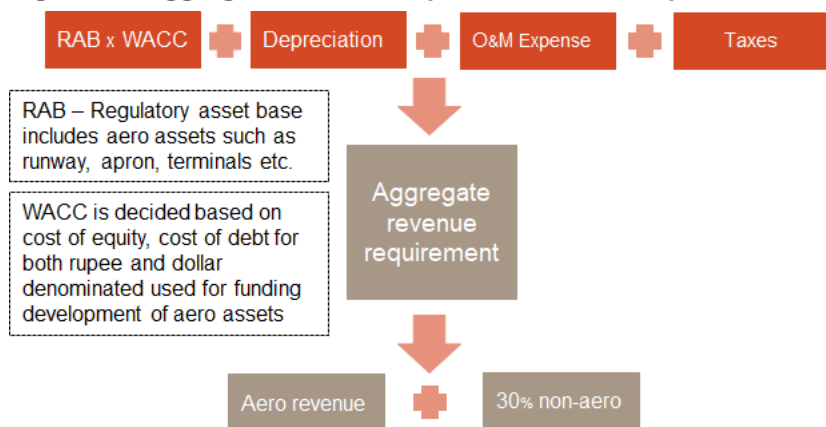 RAB x WACC
Depreciation
O&M Expense
Taxes
RAB – Regulatory asset base
includes aero assets such as
runway, apron, terminals etc.
WACC is decided based on
cost of equity, cost of debt for
both rupee and dollar
denominated used for funding
development of aero assets
Aggregate
revenue
requirement
Aero revenue
30% non-aero